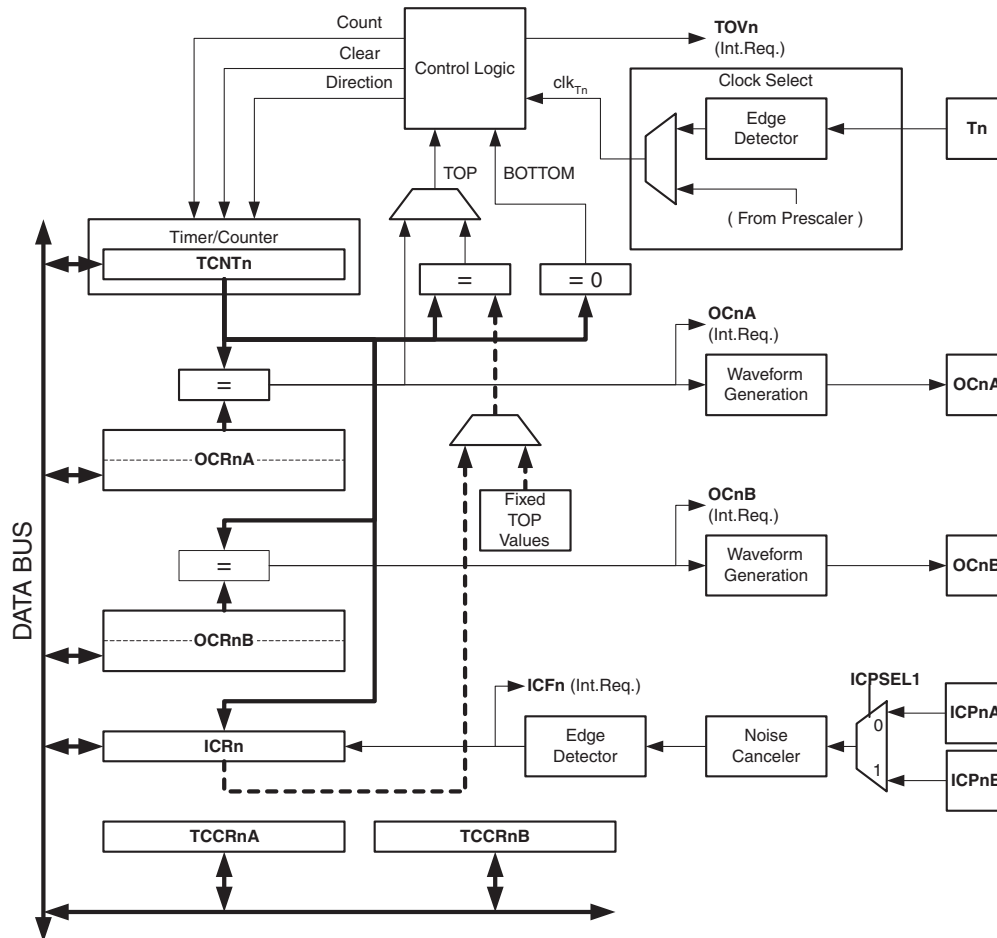 Count
Clear
Direction
Control Logic
TOVn
(Int.Req.)
clkTn
Clock Select
Edge
Detector
Tn
( From Prescaler )
TOP
BOTTOM
Timer/Counter
TCNTn
=
= 0
OCnA
(Int.Req.)
=
Waveform
Generation
OCnA
OCRnA
Fixed
TOP
Values
OCnB
(Int.Req.)
=
Waveform
Generation
OCnB
DATA BUS
OCRnB
ICFn (Int.Req.)
ICPSEL1
ICPnA
0
ICRn
Edge
Detector
Noise
Canceler
1
ICPnB
TCCRnA
TCCRnB